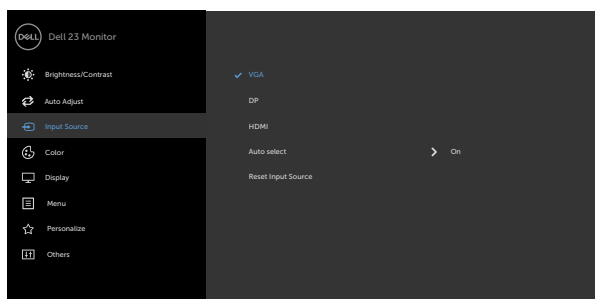 DELL
Dell 23 Monitor
Brightness/Contrast
Auto Adjust
Input Source
Color
Display
Menu
Personalize
Others
VGA
DP
HDMI
Auto select
On
Reset Input Source